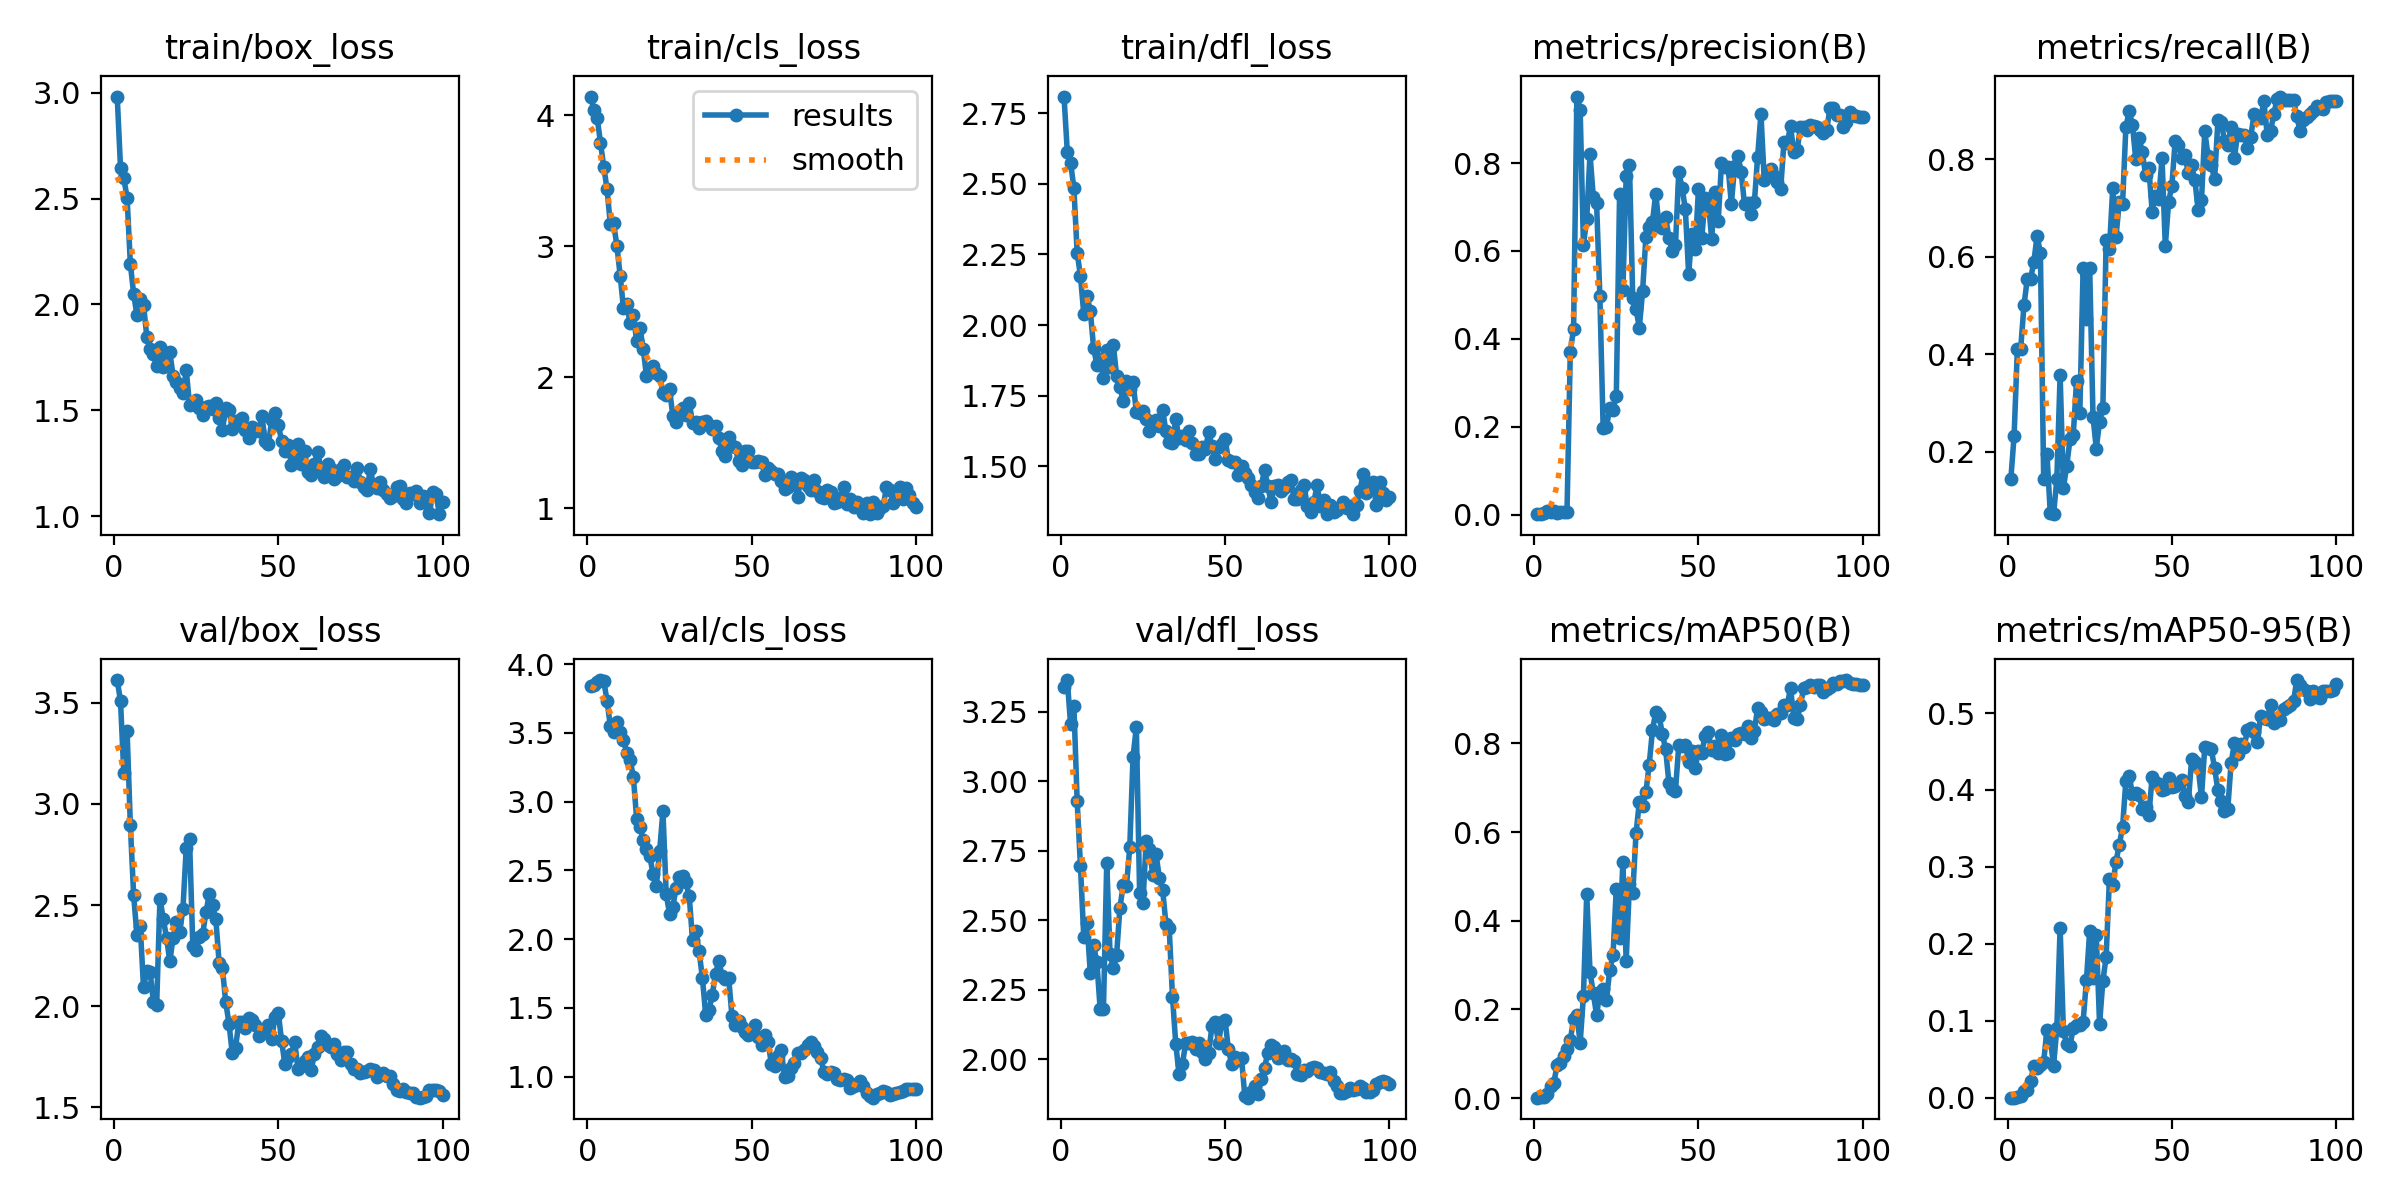 train/box_loss
3.0
2.5
2.0
1.5
1.0
0 50 100
train/cls_loss
results
smooth
4
3
2
1
0 50 100
train/dfl_loss
2.75
2.50
2.25
2.00
1.75
1.50
0 50 100
metrics/precision(B)
0.8
0.6
0.4
0.2
0.0
0 50 100
metrics/recall(B)
0.8
0.6
0.4
0.2
0 50 100
val/box_loss
3.5
3.0
2.5
2.0
1.5
0 50 100
val/cls_loss
4.0
3.5
3.0
2.5
2.0
1.5
1.0
0 50 100
val/dfl_loss
3.25
3.00
2.75
2.50
2.25
2.00
0 50 100
metrics/mAP50(B)
0.8
0.6
0.4
0.2
0.0
0 50 100
metrics/mAP50-95(B)
0.5
0.4
0.3
0.2
0.1
0.0
0 50 100